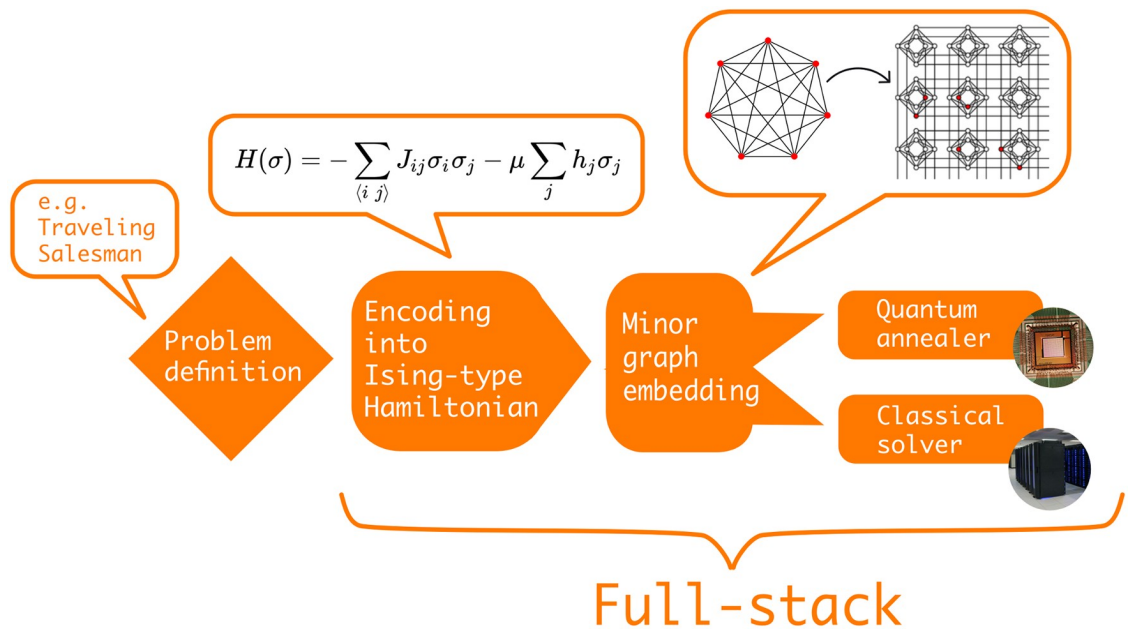 e.g.
Traveling
Salesman
H(σ) = − ∑⟨i j⟩ Jijσiσj − μ ∑j hjσj
Problem
definition
Encoding
into
Ising-type
Hamiltonian
Minor
graph
embedding
Quantum
annealer
Classical
solver
Full-stack